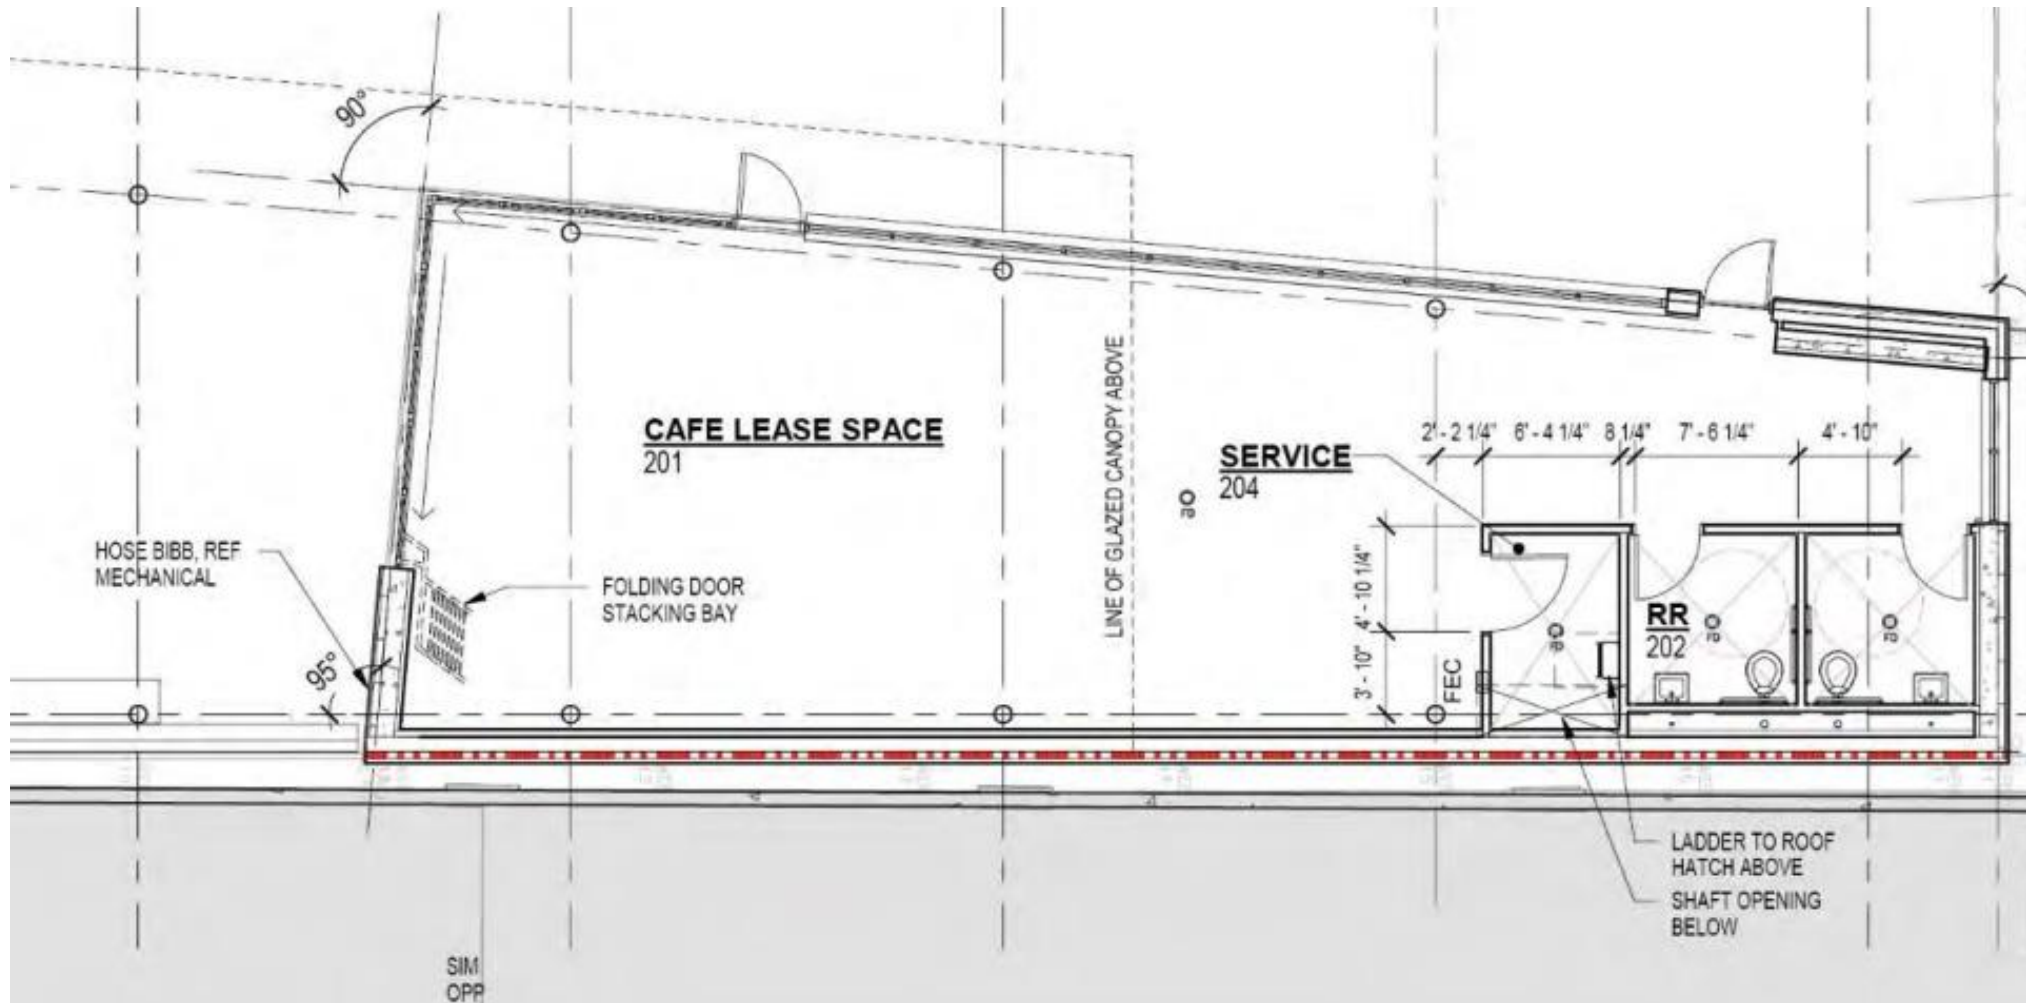 90°
CAFE LEASE SPACE
201
LINE OF GLAZED CANOPY ABOVE
SERVICE
204
2' - 2 1/4"
6' - 4 1/4"
8 1/4"
7' - 6 1/4"
4' - 10"
HOSE BIBB, REF
MECHANICAL
FOLDING DOOR
STACKING BAY
4' - 10 1/4"
3' - 10"
FEC
RR
202
95°
LADDER TO ROOF
HATCH ABOVE
SHAFT OPENING
BELOW
SIM
OPP